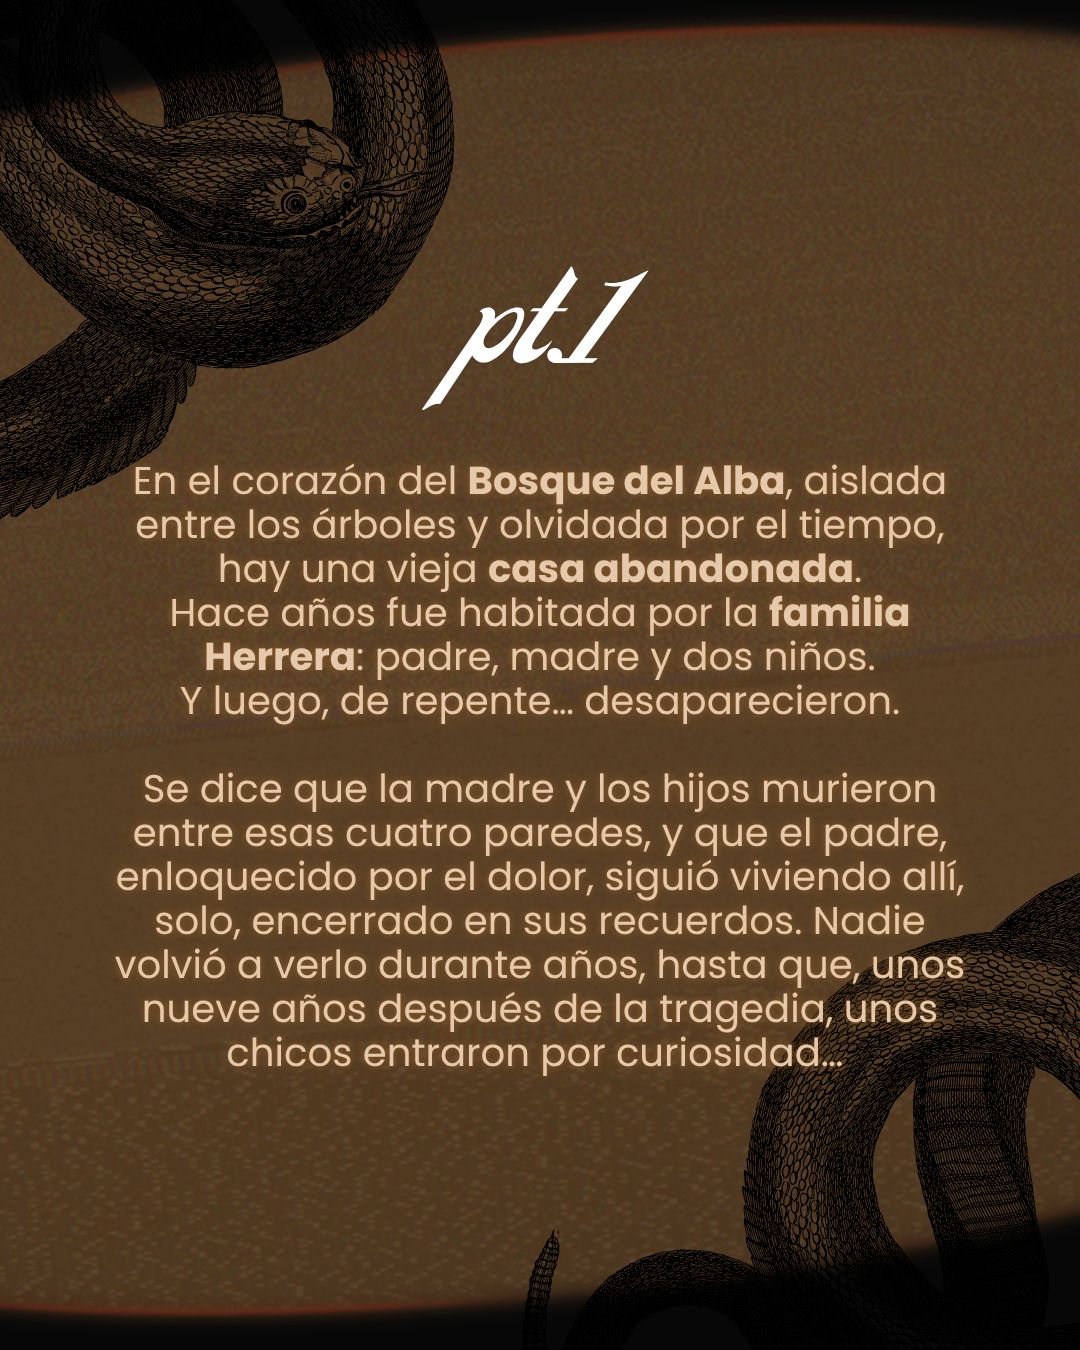 pt.1
En el corazón del Bosque del Alba, aislada
entre los árboles y olvidada por el tiempo,
hay una vieja casa abandonada.
Hace años fue habitada por la familia
Herrera: padre, madre y dos niños.
Y luego, de repente... desaparecieron.
Se dice que la madre y los hijos murieron
entre esas cuatro paredes, y que el padre,
enloquecido por el dolor, siguió viviendo allí,
solo, encerrado en sus recuerdos. Nadie
volvió a verlo durante años, hasta que, unos
nueve años después de la tragedia, unos
chicos entraron por curiosidad...